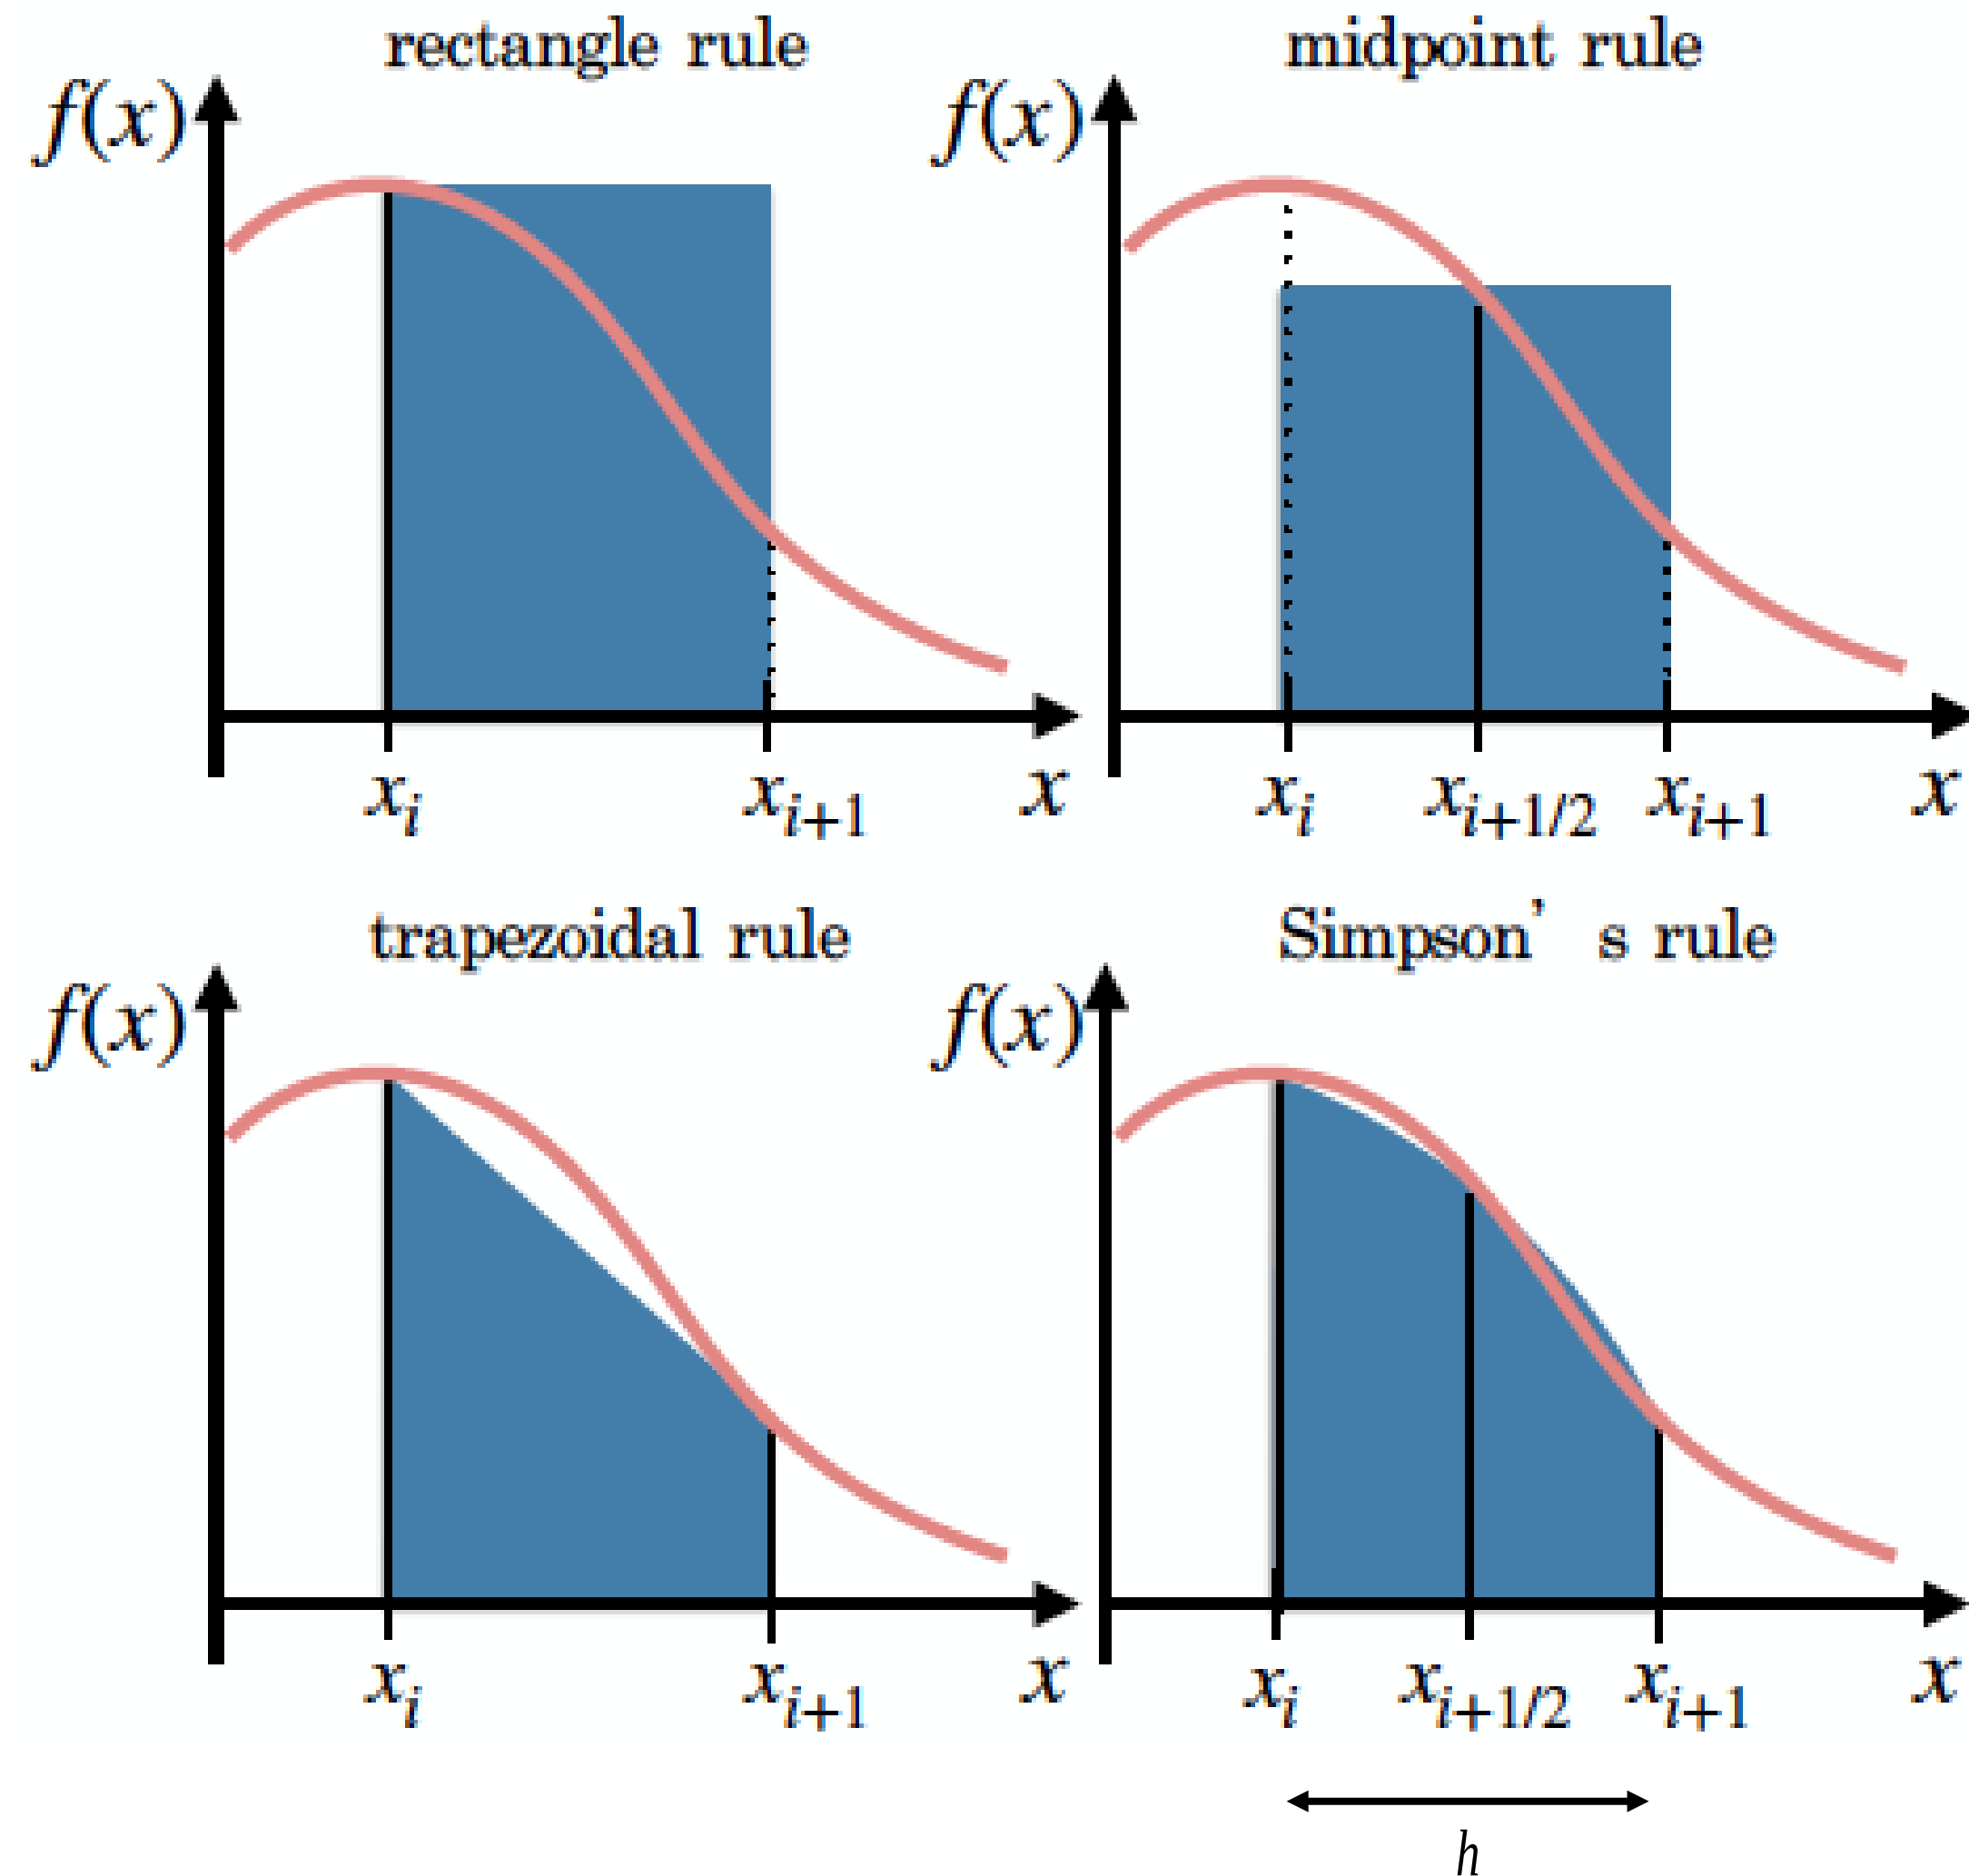 rectangle rule
f(x)
x_i
x_{i+1}
x
midpoint rule
f(x)
x_i
x_{i+1/2}
x_{i+1}
x
trapezoidal rule
f(x)
x_i
x_{i+1}
x
Simpson' s rule
f(x)
x_i
x_{i+1/2}
x_{i+1}
x
h